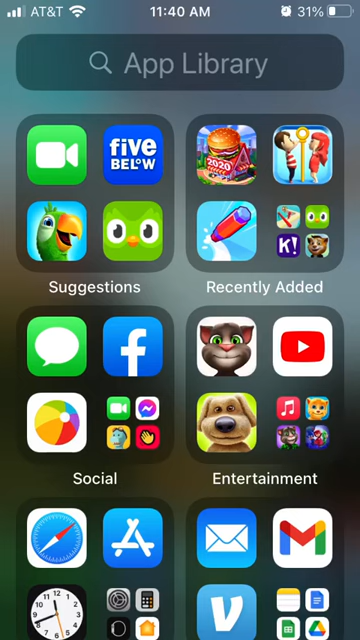 AT&T 11:40 AM 31%
App Library
five
BELOW
2020
K!
Suggestions
Recently Added
Social
Entertainment